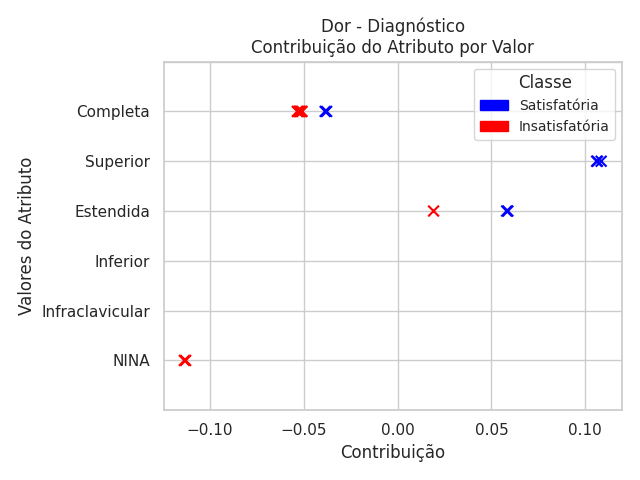 Dor - Diagnóstico
Contribuição do Atributo por Valor
Classe
Satisfatória
Insatisfatória
Valores do Atributo
Completa
Superior
Estendida
Inferior
Infraclavicular
NINA
−0.10
−0.05
0.00
0.05
0.10
Contribuição